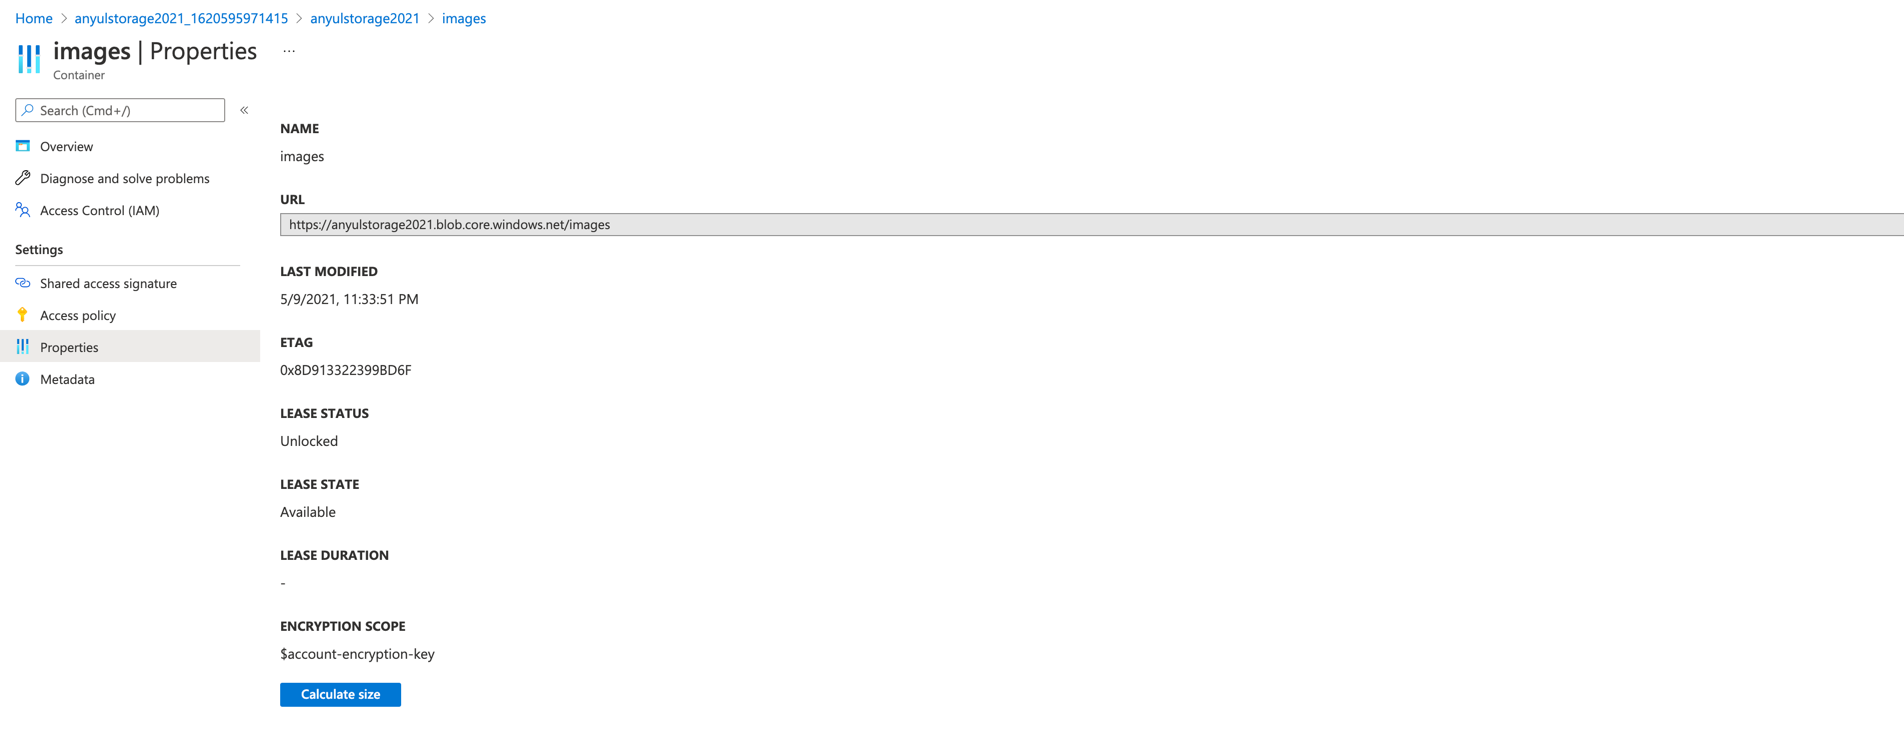 Home > anyulstorage2021_1620595971415 > anyulstorage2021 > images
images | Properties ...
Container
Search (Cmd+/)
«
Overview
Diagnose and solve problems
Access Control (IAM)
Settings
Shared access signature
Access policy
Properties
Metadata
NAME
images
URL
https://anyulstorage2021.blob.core.windows.net/images
LAST MODIFIED
5/9/2021, 11:33:51 PM
ETAG
0x8D913322399BD6F
LEASE STATUS
Unlocked
LEASE STATE
Available
LEASE DURATION
-
ENCRYPTION SCOPE
$account-encryption-key
Calculate size